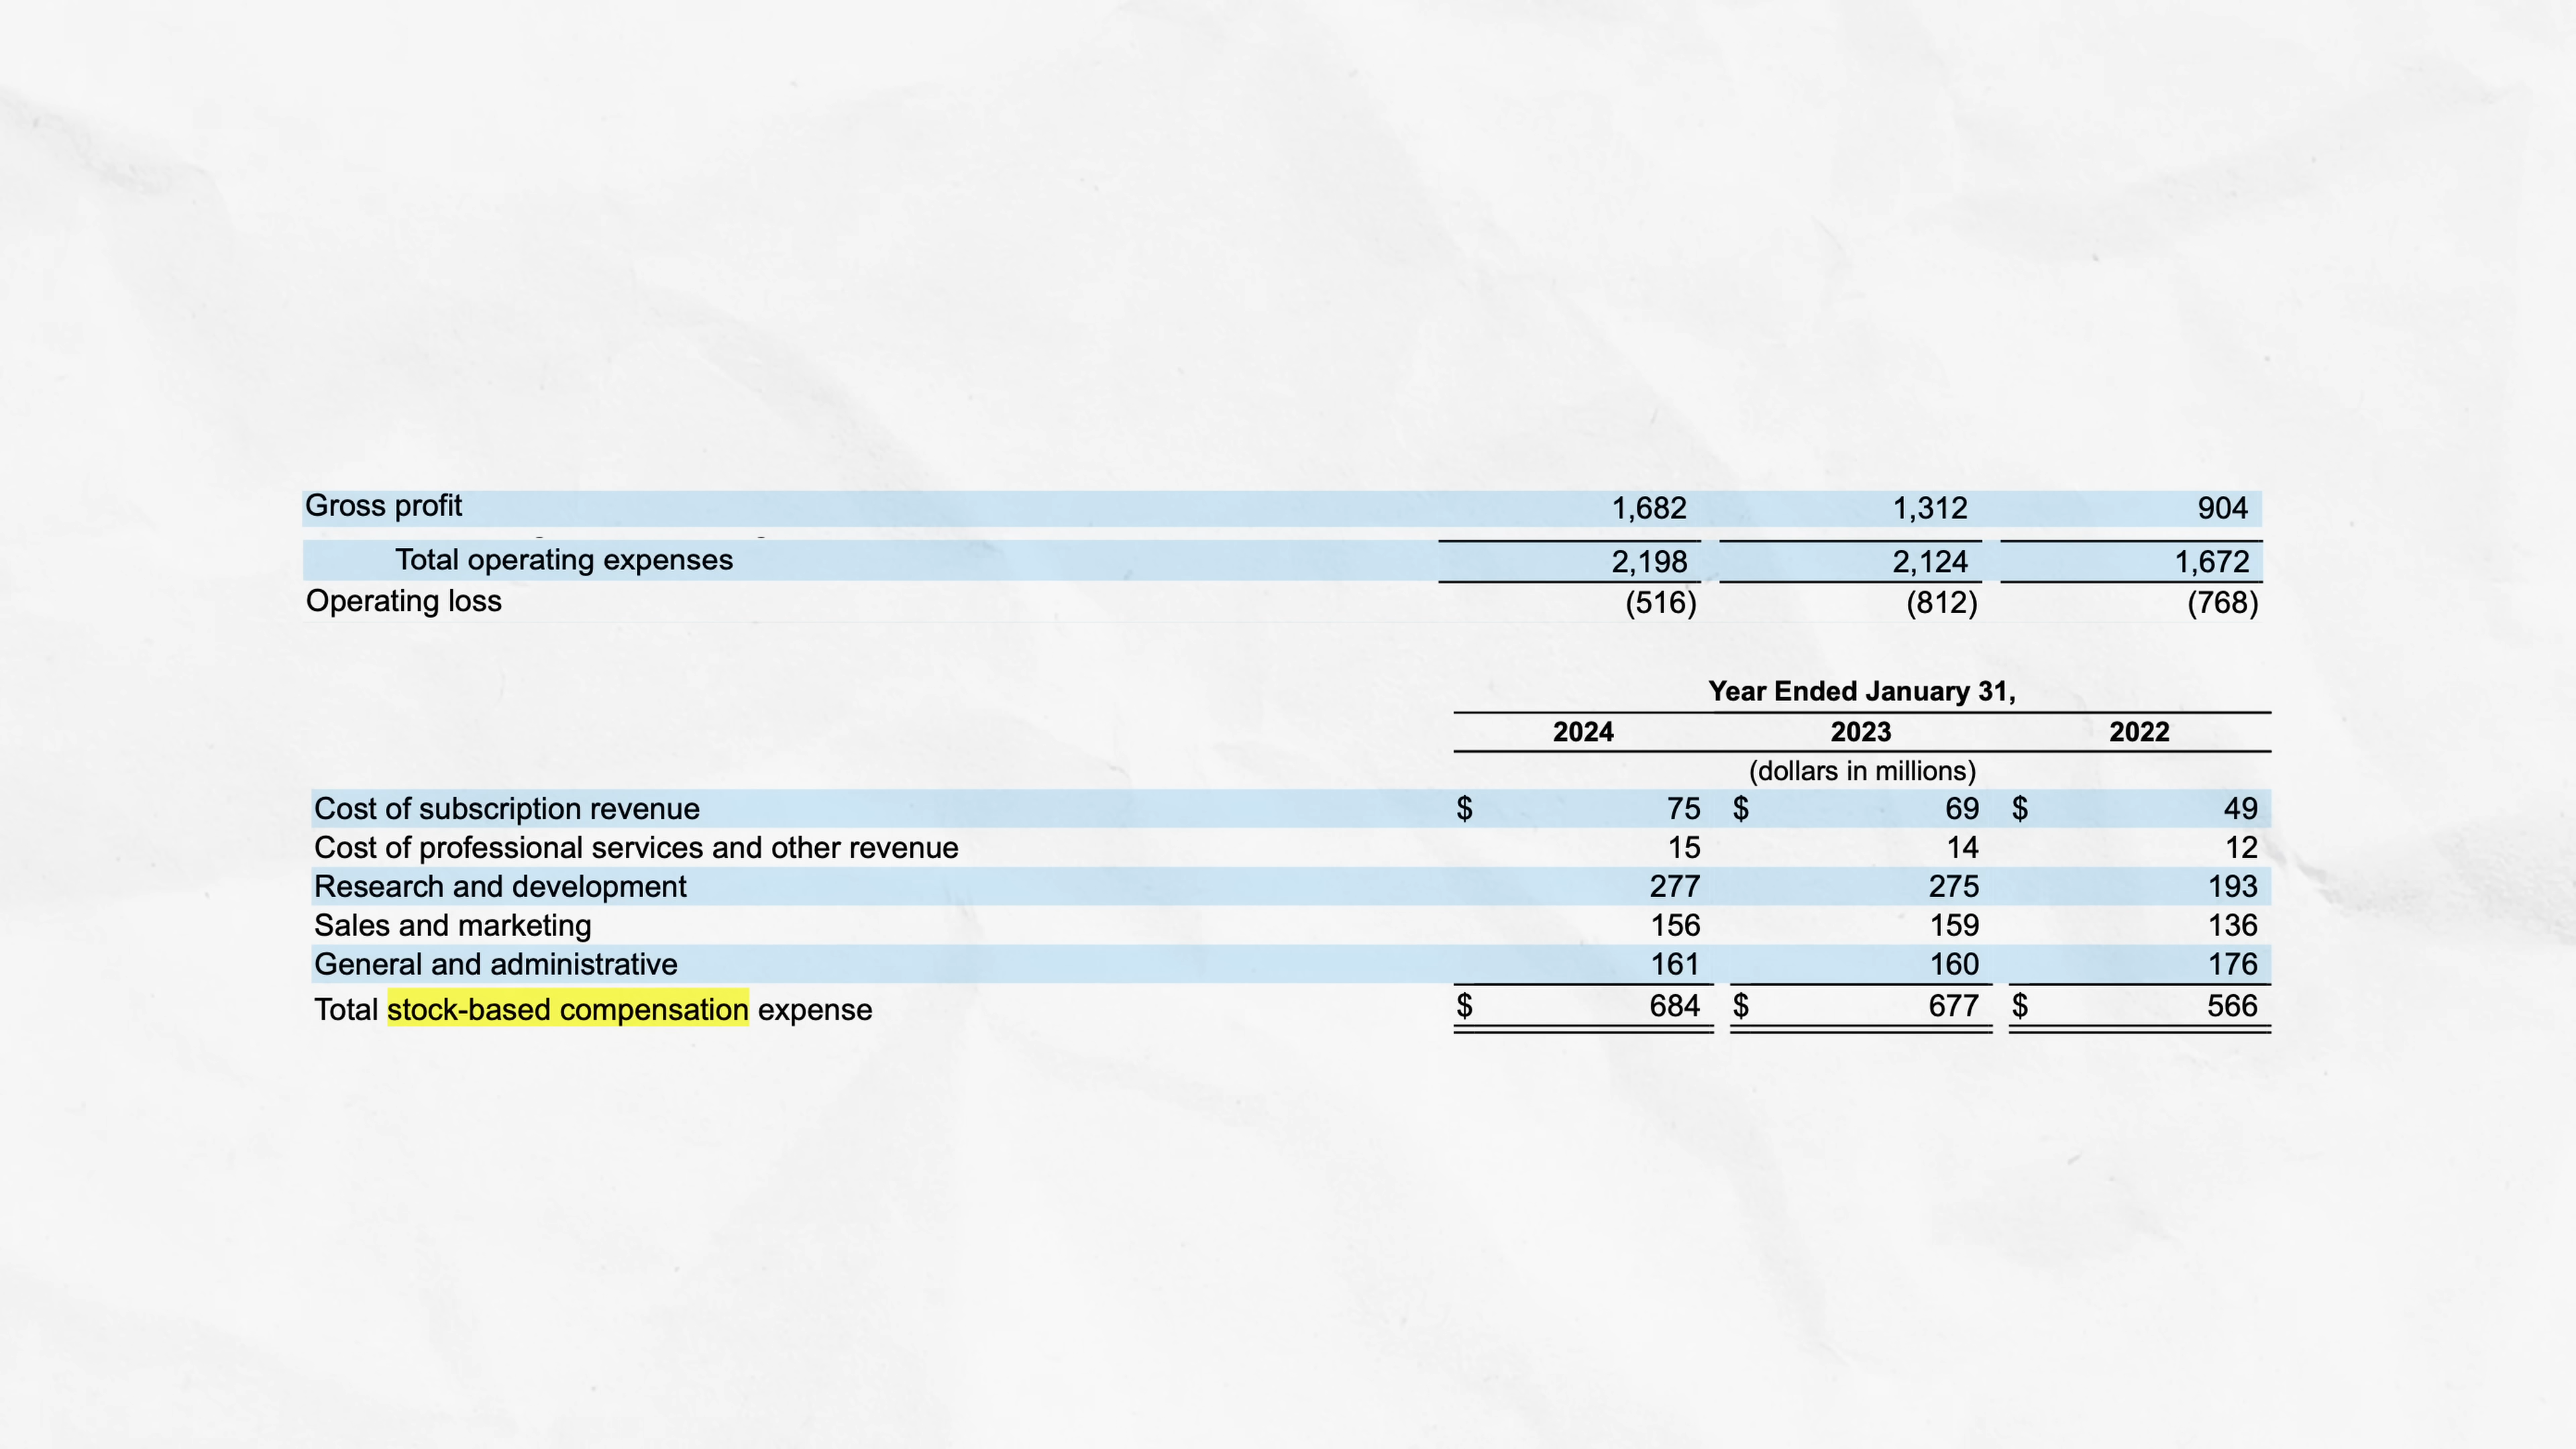 Gross profit 1,682 1,312 904
Total operating expenses 2,198 2,124 1,672
Operating loss (516) (812) (768)
Year Ended January 31,
2024 2023 2022
(dollars in millions)
Cost of subscription revenue $ 75 $ 69 $ 49
Cost of professional services and other revenue 15 14 12
Research and development 277 275 193
Sales and marketing 156 159 136
General and administrative 161 160 176
Total stock-based compensation expense $ 684 $ 677 $ 566